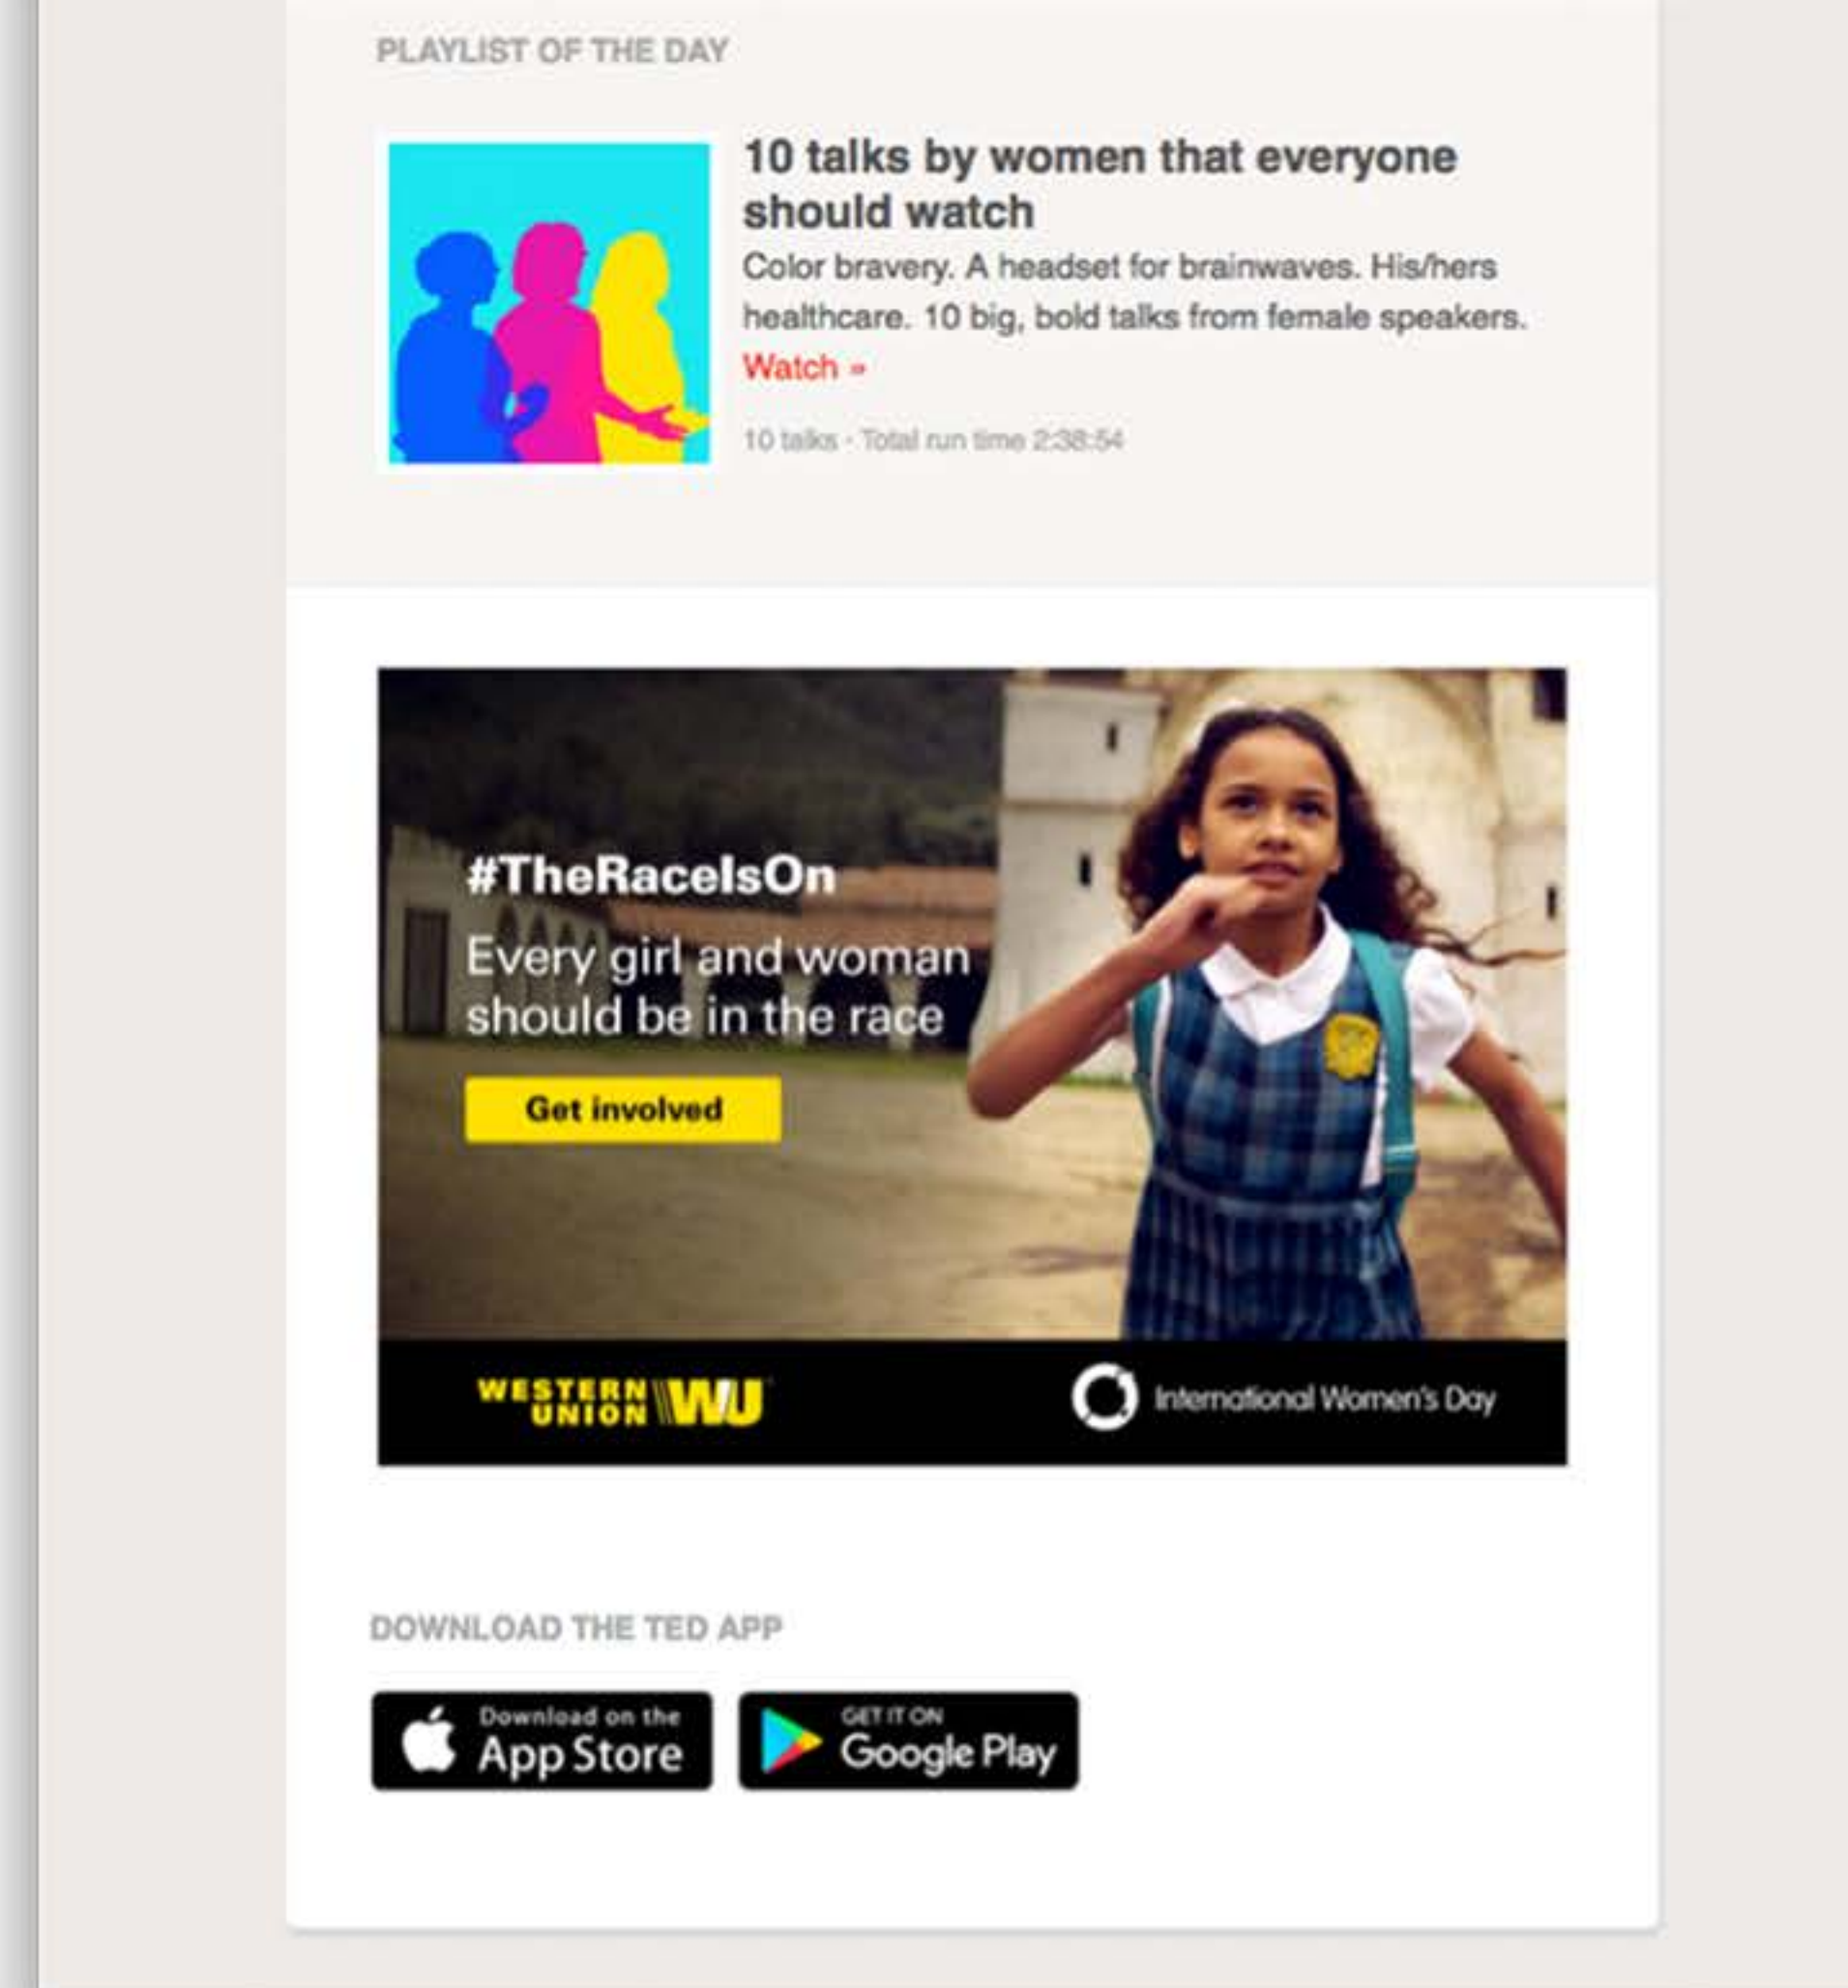 PLAYLIST OF THE DAY
10 talks by women that everyone
should watch
Color bravery. A headset for brainwaves. His/hers
healthcare. 10 big, bold talks from female speakers.
Watch »
10 talks · Total run time 2:38:54
#TheRaceIsOn
Every girl and woman
should be in the race
Get involved
WESTERN
UNION WU
International Women's Day
DOWNLOAD THE TED APP
Download on the
App Store
GET IT ON
Google Play